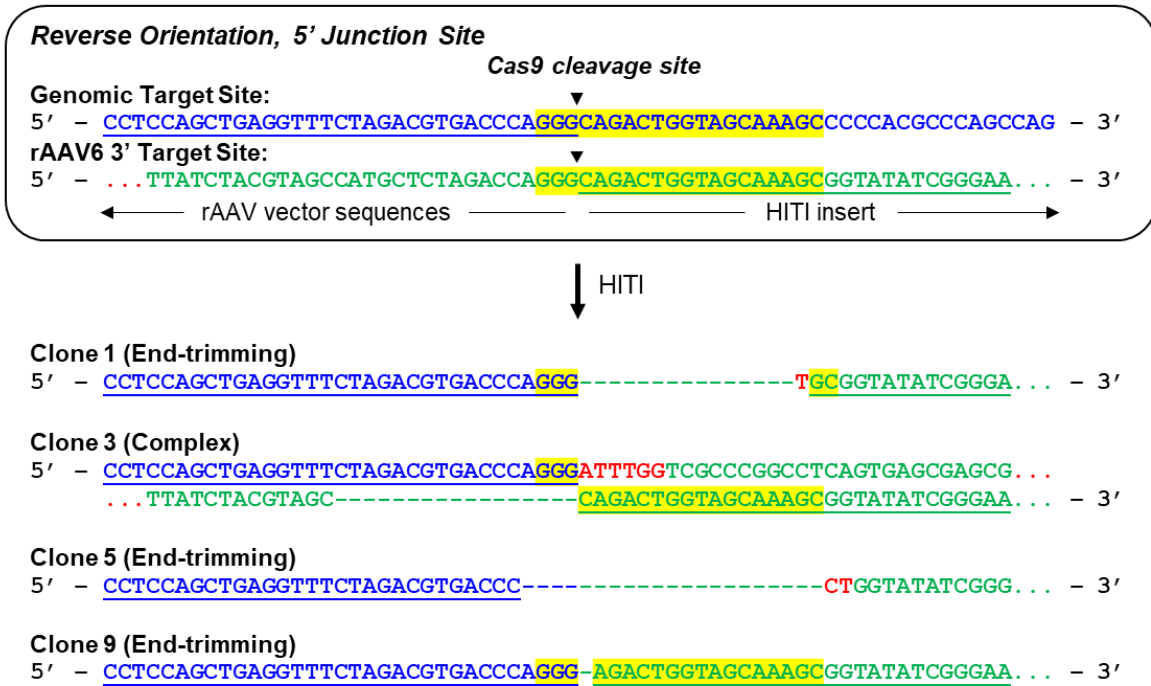 Reverse Orientation, 5’ Junction Site
Cas9 cleavage site
Genomic Target Site:
5’ – CCTCCAGCTGAGGTTTCTAGACGTGACCCAGGGCAGACTGGTAGCAAAGCCCCCACGCCCAGCCAG – 3’
rAAV6 3’ Target Site:
5’ – ...TTATCTACGTAGCCATGCTCTAGACCAGGGCAGACTGGTAGCAAAGCGGTATATCGGGAA... – 3’
rAAV vector sequences HITI insert
HITI
Clone 1 (End-trimming)
5’ – CCTCCAGCTGAGGTTTCTAGACGTGACCCAGGG---------------TGCGGTATATCGGGA... – 3’
Clone 3 (Complex)
5’ – CCTCCAGCTGAGGTTTCTAGACGTGACCCAGGGATTTGGTCGCCCGGCCTCAGTGAGCGAGCG...
...TTATCTACGTAGC-----------------CAGACTGGTAGCAAAGCGGTATATCGGGAA... – 3’
Clone 5 (End-trimming)
5’ – CCTCCAGCTGAGGTTTCTAGACGTGACCC---------------------CTGGTATATCGGG... – 3’
Clone 9 (End-trimming)
5’ – CCTCCAGCTGAGGTTTCTAGACGTGACCCAGGG-AGACTGGTAGCAAAGCGGTATATCGGGAA... – 3’